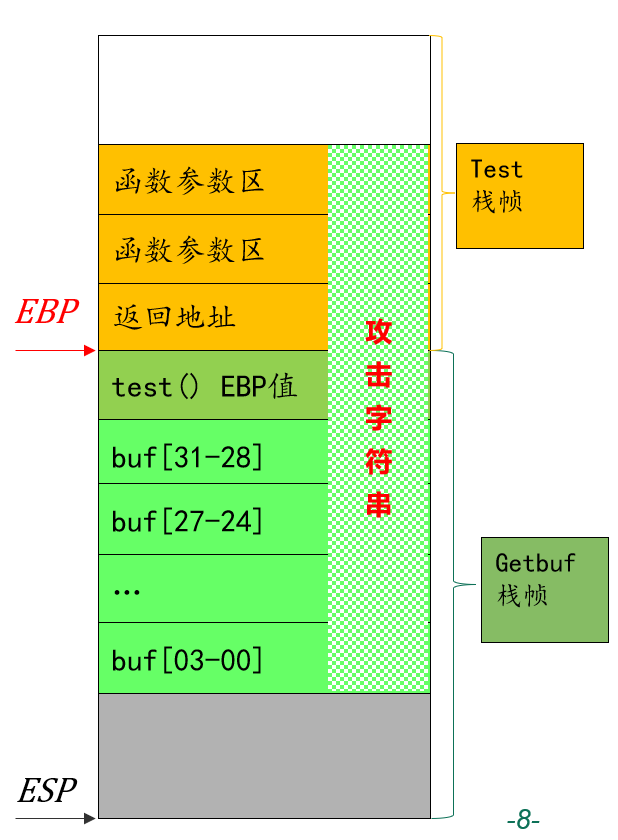 函数参数区
函数参数区
返回地址
test() EBP值
buf[31-28]
buf[27-24]
...
buf[03-00]
攻击字符串
EBP
ESP
Test
栈帧
Getbuf
栈帧
-8-